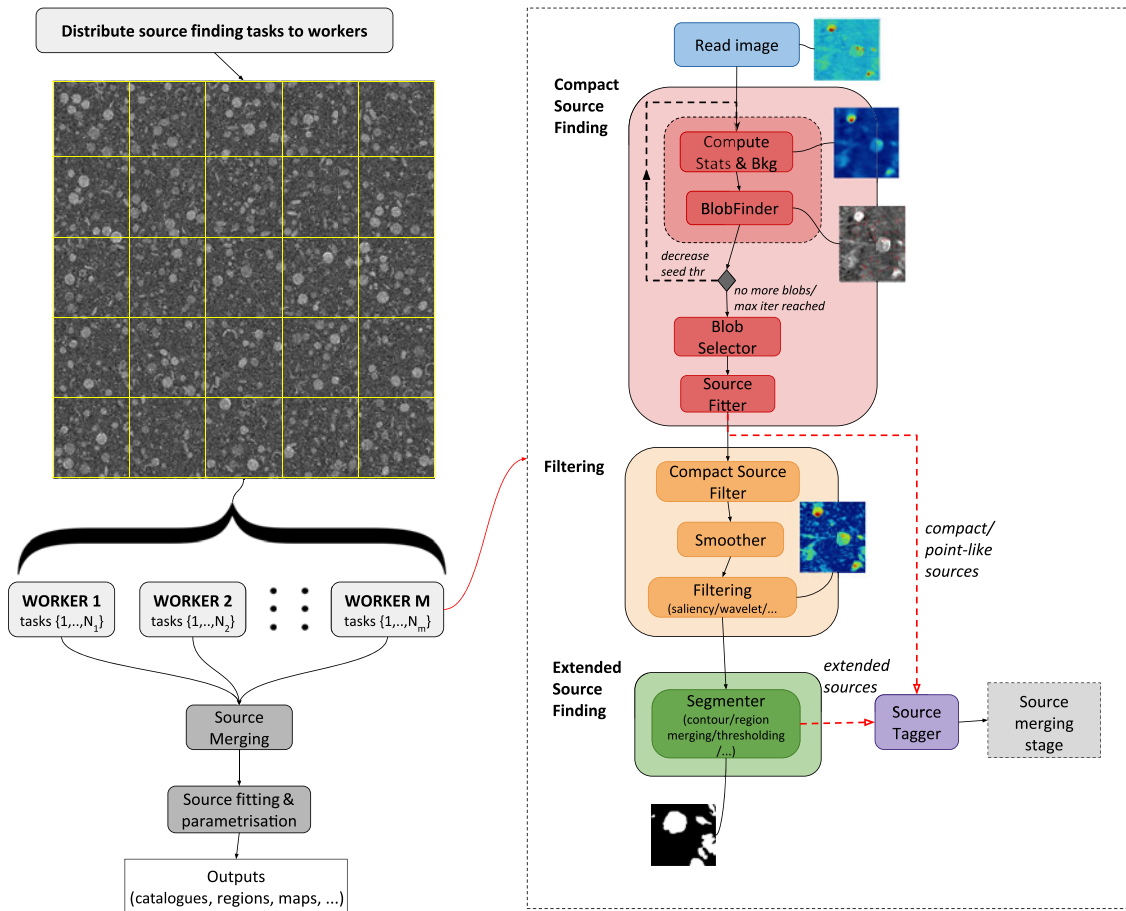 Distribute source finding tasks to workers
WORKER 1
tasks {1,..,N₁}
WORKER 2
tasks {1,..,N₂}
WORKER M
tasks {1,..,Nₘ}
Source
Merging
Source fitting &
parametrisation
Outputs
(catalogues, regions, maps, ...)
Read image
Compact
Source
Finding
Compute
Stats & Bkg
BlobFinder
decrease
seed thr
no more blobs/
max iter reached
Blob
Selector
Source
Fitter
Filtering
Compact Source
Filter
Smoother
Filtering
(saliency/wavelet/...
compact/
point-like
sources
Extended
Source
Finding
Segmenter
(contour/region
merging/thresholding
/...)
extended
sources
Source
Tagger
Source
merging
stage